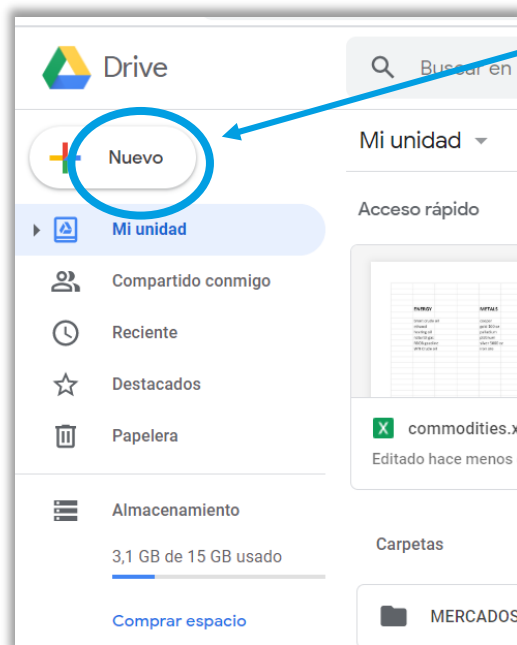 Drive
Buscar en
Nuevo
Mi unidad
Mi unidad
Compartido conmigo
Reciente
Destacados
Papelera
Almacenamiento
3,1 GB de 15 GB usado
Comprar espacio
Acceso rápido
ENERGY METALS
commodities.x
Editado hace menos
Carpetas
MERCADOS